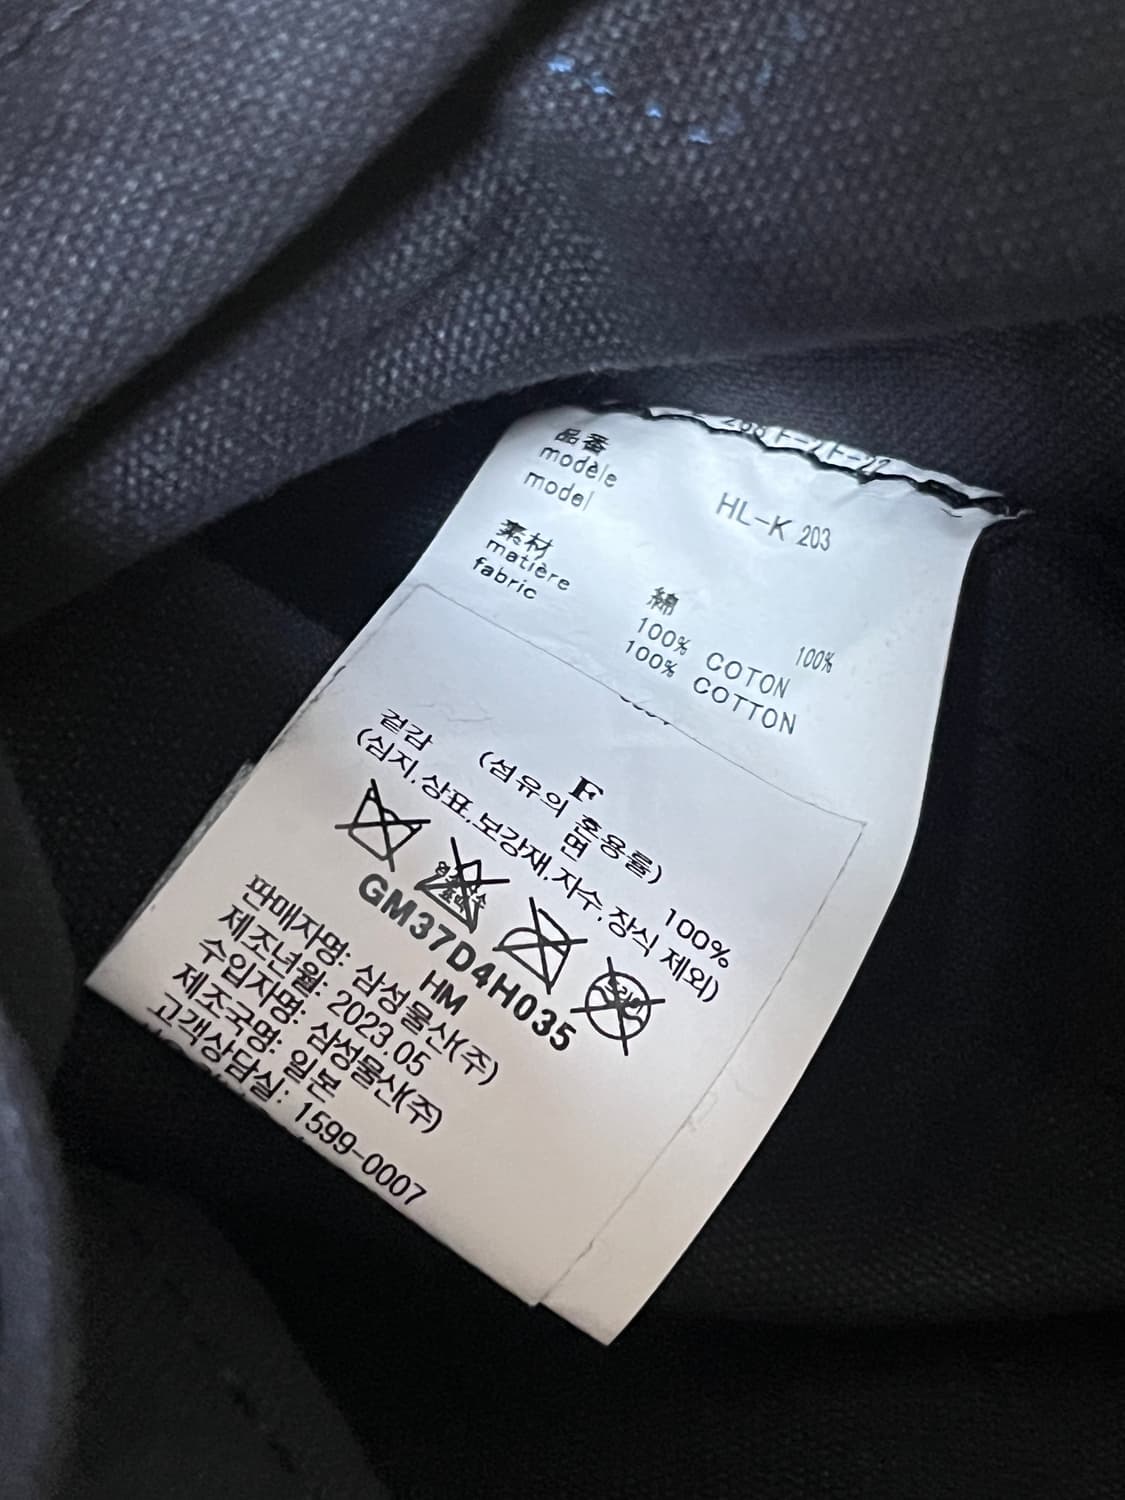 品番
modèle
model
HL-K 203
素材
matière
fabric
綿 100%
100% COTON
100% COTTON
F
겉감 (섬유의 혼용률)
면 100%
(심지,상표,보강재,자수,장식 제외)
GM37D4H035
HM
판매자명: 삼성물산(주)
제조년월: 2023.05
수입자명: 삼성물산(주)
제조국명: 일본
고객상담실: 1599-0007